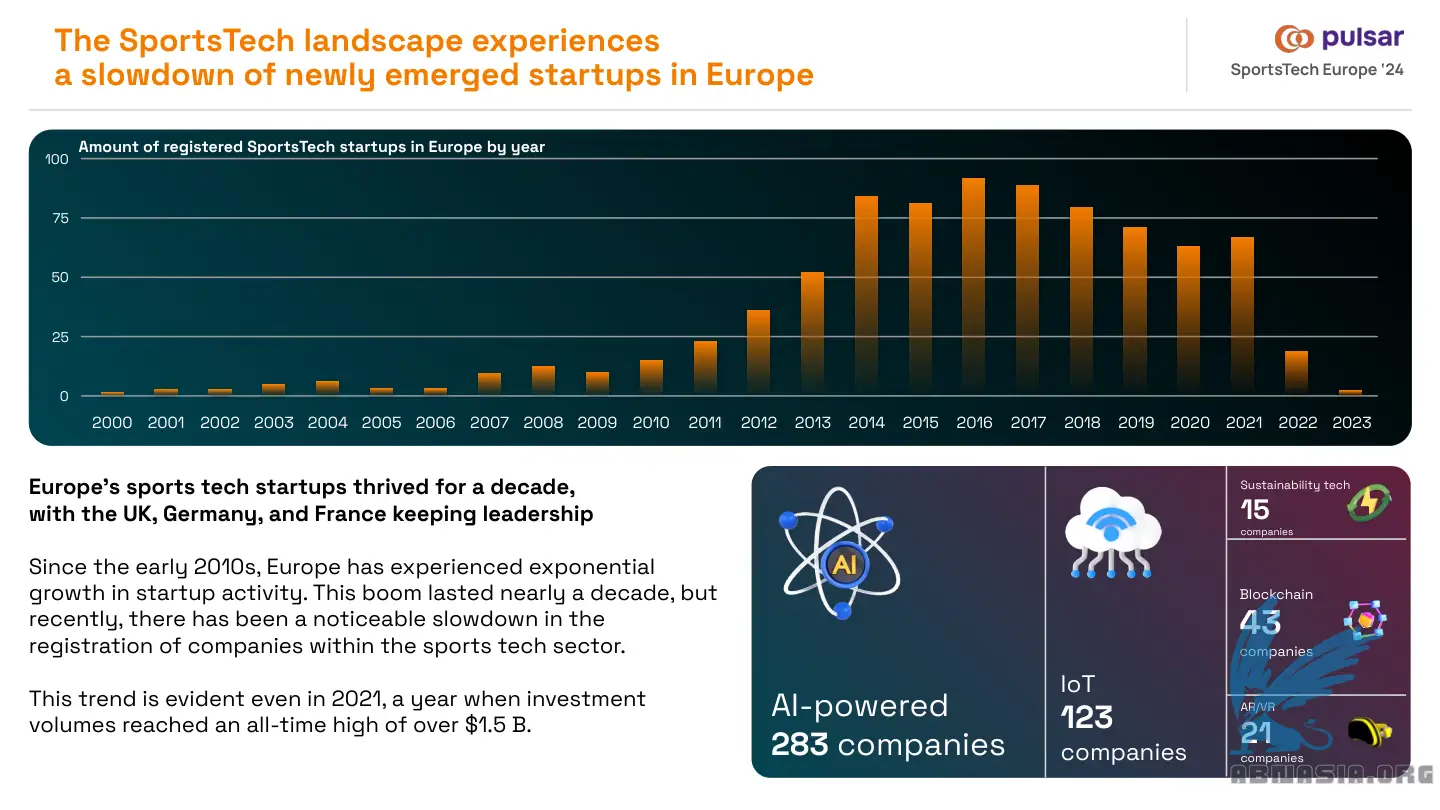 The SportsTech landscape experiences
a slowdown of newly emerged startups in Europe
pulsar
SportsTech Europe '24
Amount of registered SportsTech startups in Europe by year
100
75
50
25
0
2000 2001 2002 2003 2004 2005 2006 2007 2008 2009 2010 2011 2012 2013 2014 2015 2016 2017 2018 2019 2020 2021 2022 2023
Europe's sports tech startups thrived for a decade,
with the UK, Germany, and France keeping leadership
Since the early 2010s, Europe has experienced exponential
growth in startup activity. This boom lasted nearly a decade, but
recently, there has been a noticeable slowdown in the
registration of companies within the sports tech sector.
This trend is evident even in 2021, a year when investment
volumes reached an all-time high of over $1.5 B.
AI
AI-powered
283 companies
IoT
123
companies
Sustainability tech
15
companies
Blockchain
43
companies
AR/VR
21
companies
ABMASIA.ORG